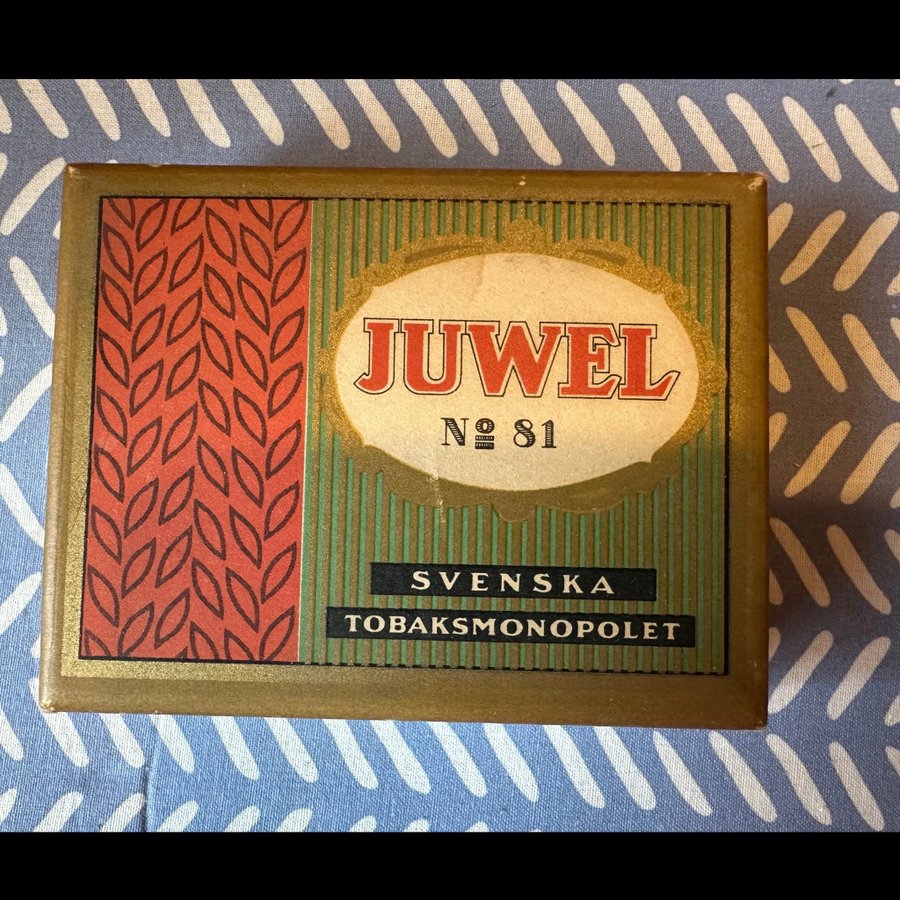 JUWEL
Nº 81
SVENSKA
TOBAKSMONOPOLET